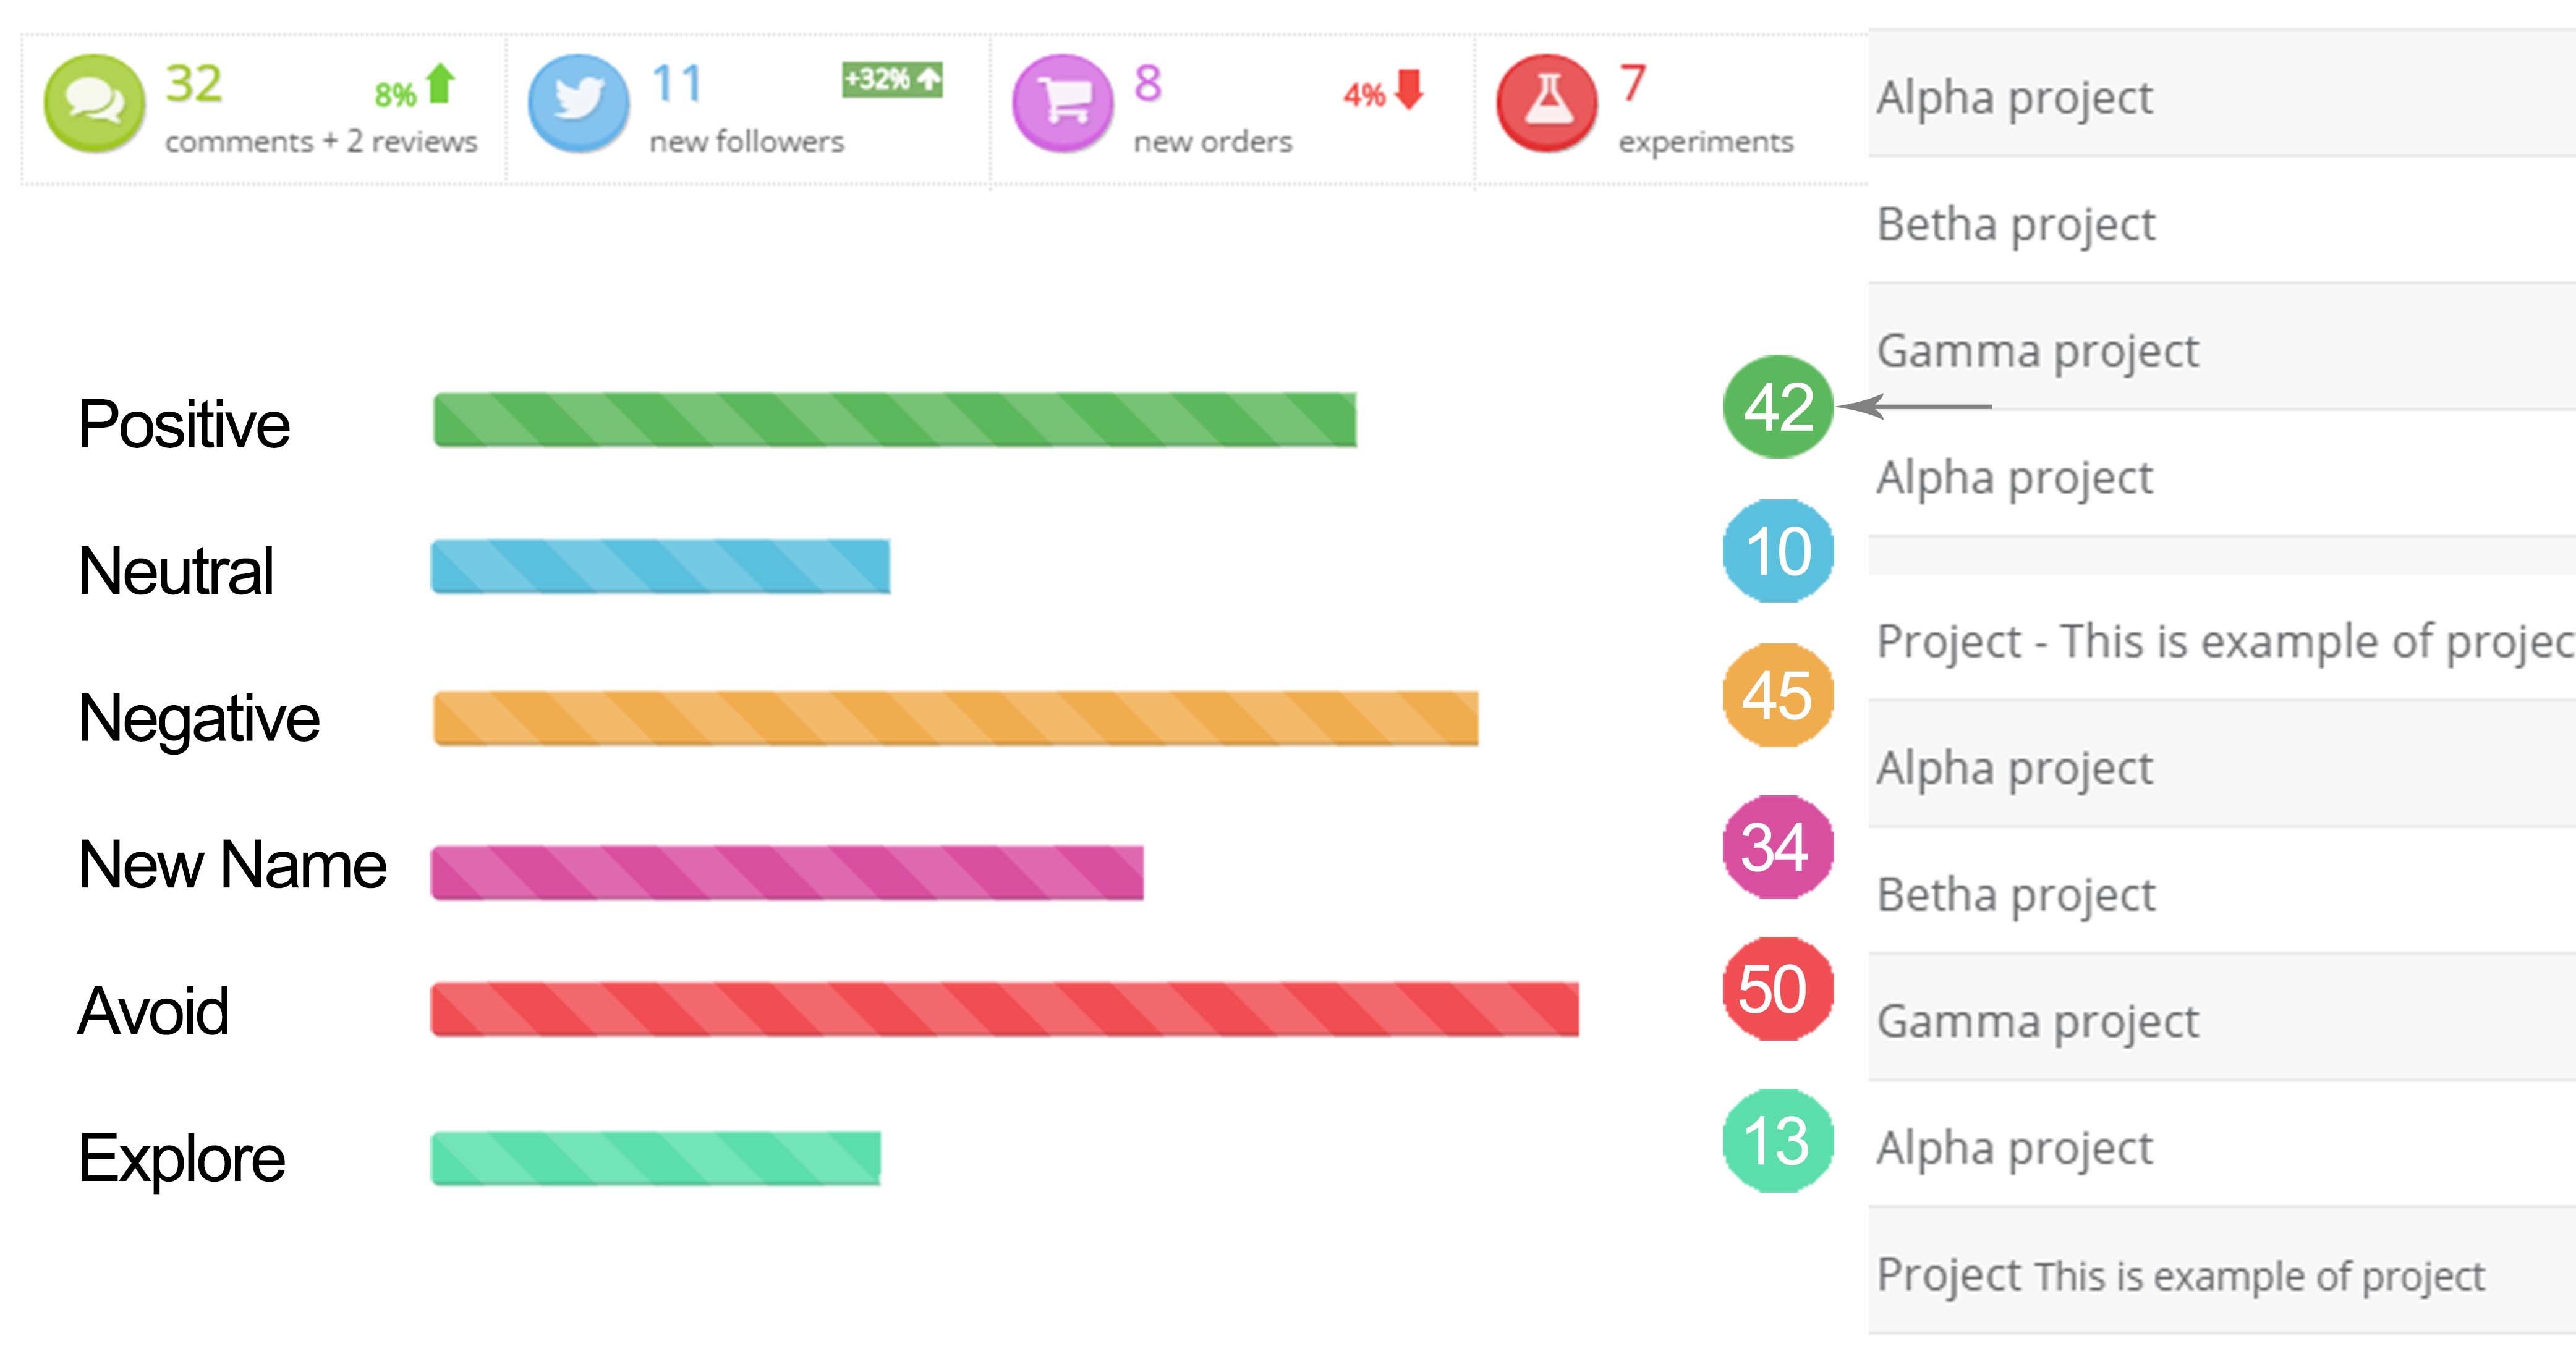 32
8%
comments + 2 reviews
11
+32%
new followers
8
4%
new orders
7
experiments
Positive
42
Neutral
10
Negative
45
New Name
34
Avoid
50
Explore
13
Alpha project
Betha project
Gamma project
Alpha project
Project - This is example of projec
Alpha project
Betha project
Gamma project
Alpha project
Project This is example of project